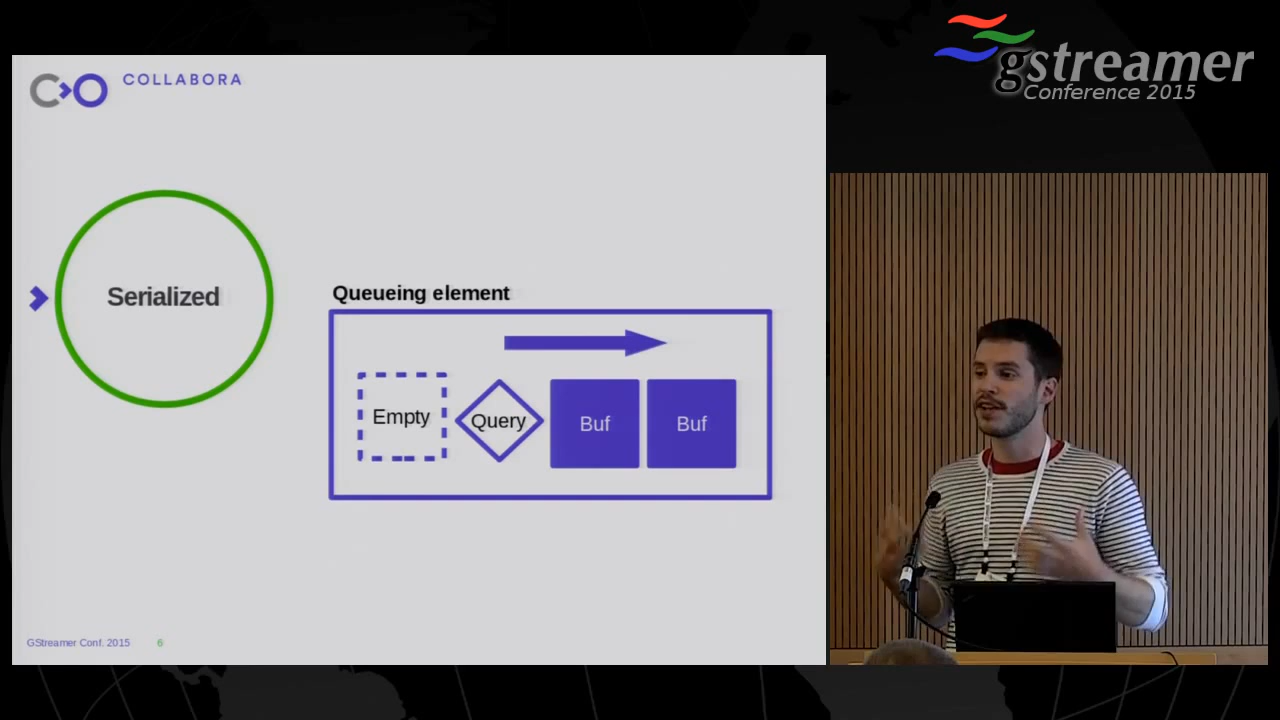 COLLABORA
gstreamer
Conference 2015
Serialized
Queueing element
Empty
Query
Buf
Buf
GStreamer Conf. 2015 6